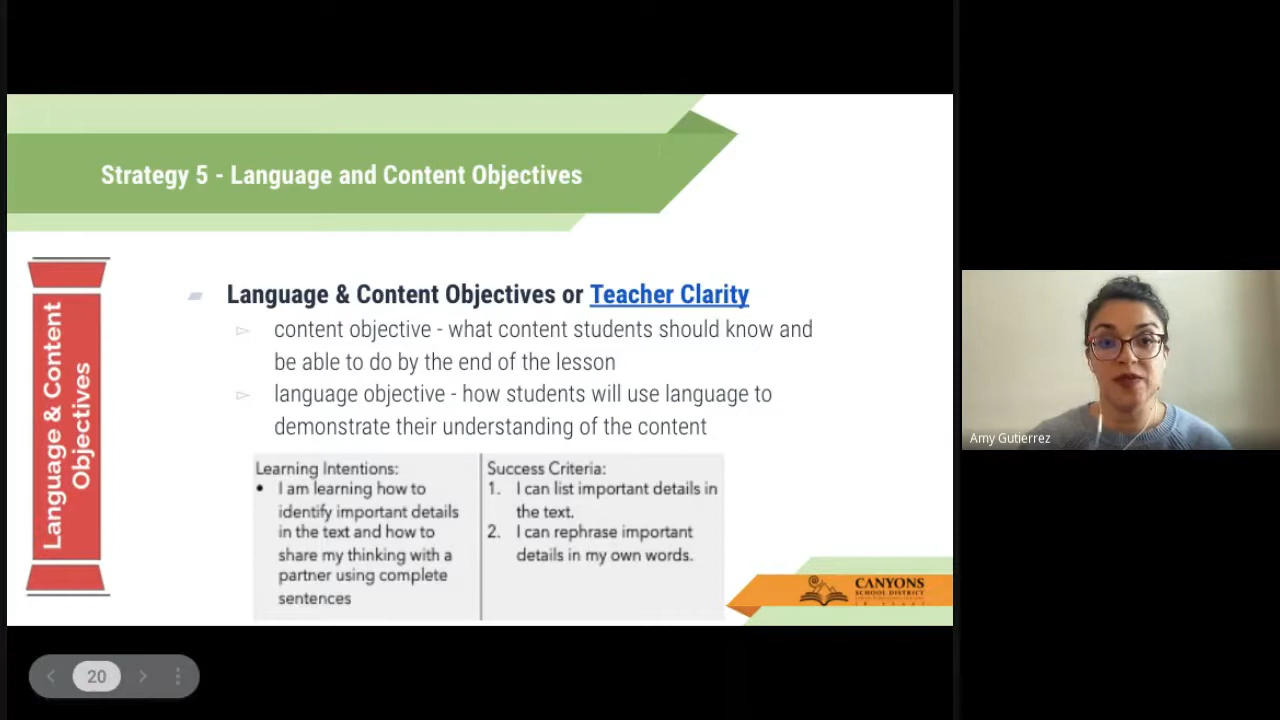 Strategy 5 - Language and Content Objectives
Language & Content
Objectives
Language & Content Objectives or Teacher Clarity
content objective - what content students should know and
be able to do by the end of the lesson
language objective - how students will use language to
demonstrate their understanding of the content
Learning Intentions:
• I am learning how to
identify important details
in the text and how to
share my thinking with a
partner using complete
sentences
Success Criteria:
1. I can list important details in
the text.
2. I can rephrase important
details in my own words.
CANYONS
SCHOOL DISTRICT
Amy Gutierrez
20